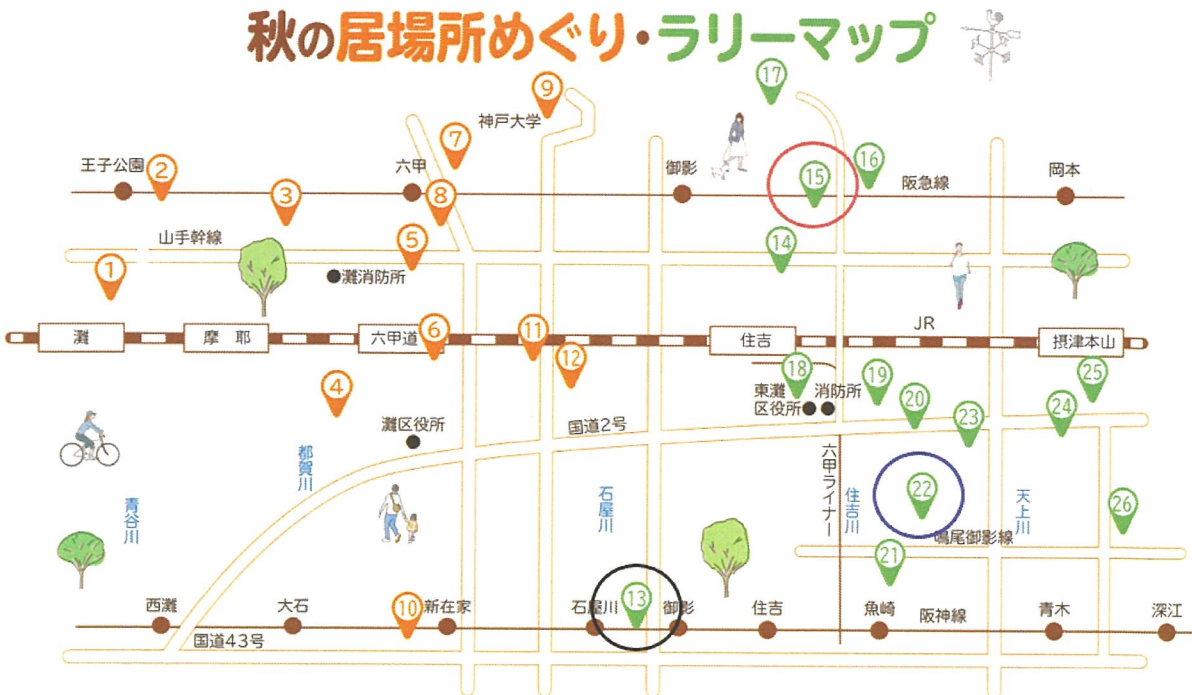 秋の居場所めぐり・ラリーマップ
17
9
神戸大学
7
王子公園
2
3
六甲
8
御影
15
16
阪急線
岡本
山手幹線
5
14
1
灘消防所
JR
灘
摩耶
六甲道
6
11
12
住吉
摂津本山
4
18
19
25
東灘
区役所
消防所
20
23
24
灘区役所
国道2号
都賀川
青谷川
石屋川
六甲ライナー
住吉川
22
天上川
26
鳴尾御影線
21
西灘
大石
10
新在家
石屋川
13
御影
住吉
魚崎
阪神線
青木
深江
国道43号